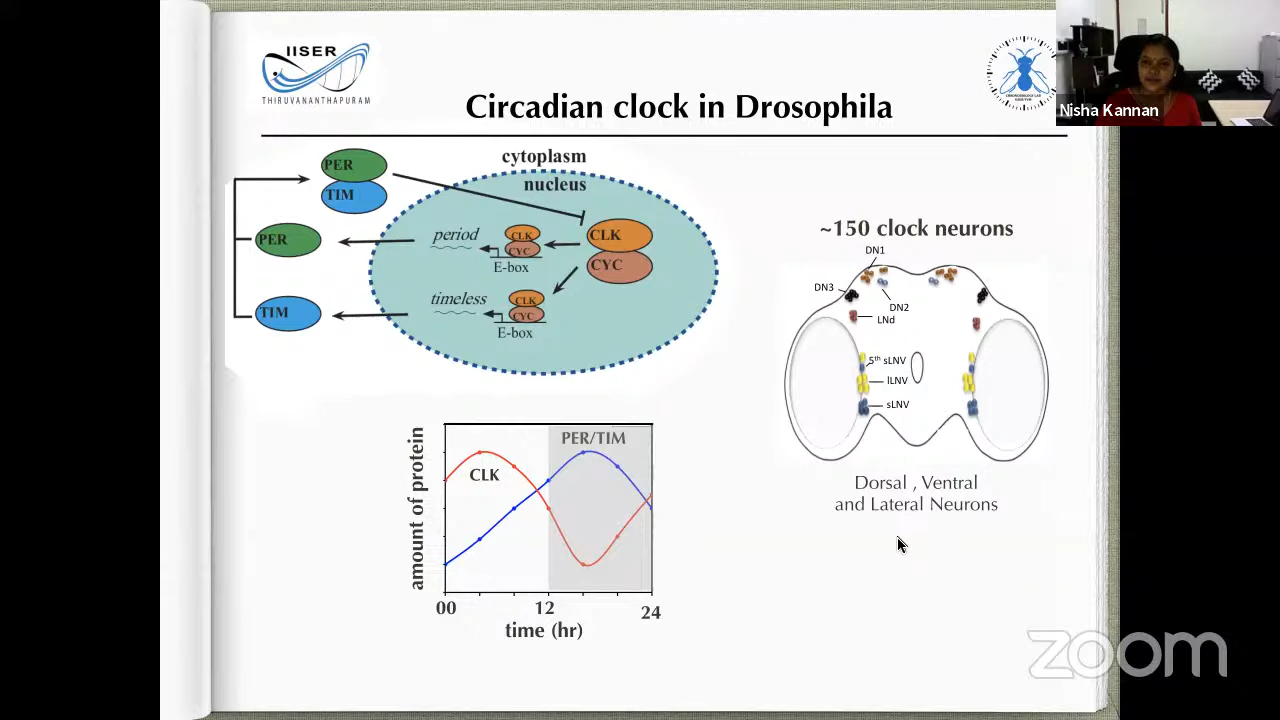 IISER
THIRUVANANTHAPURAM
Circadian clock in Drosophila
Nisha Kannan
cytoplasm
nucleus
PER
TIM
PER
TIM
period
CLK
CYC
E-box
timeless
CLK
CYC
E-box
CLK
CYC
~150 clock neurons
DN1
DN3
DN2
LNd
5th sLNV
lLNV
sLNV
Dorsal , Ventral
and Lateral Neurons
amount of protein
CLK
PER/TIM
00
12
24
time (hr)
zoom